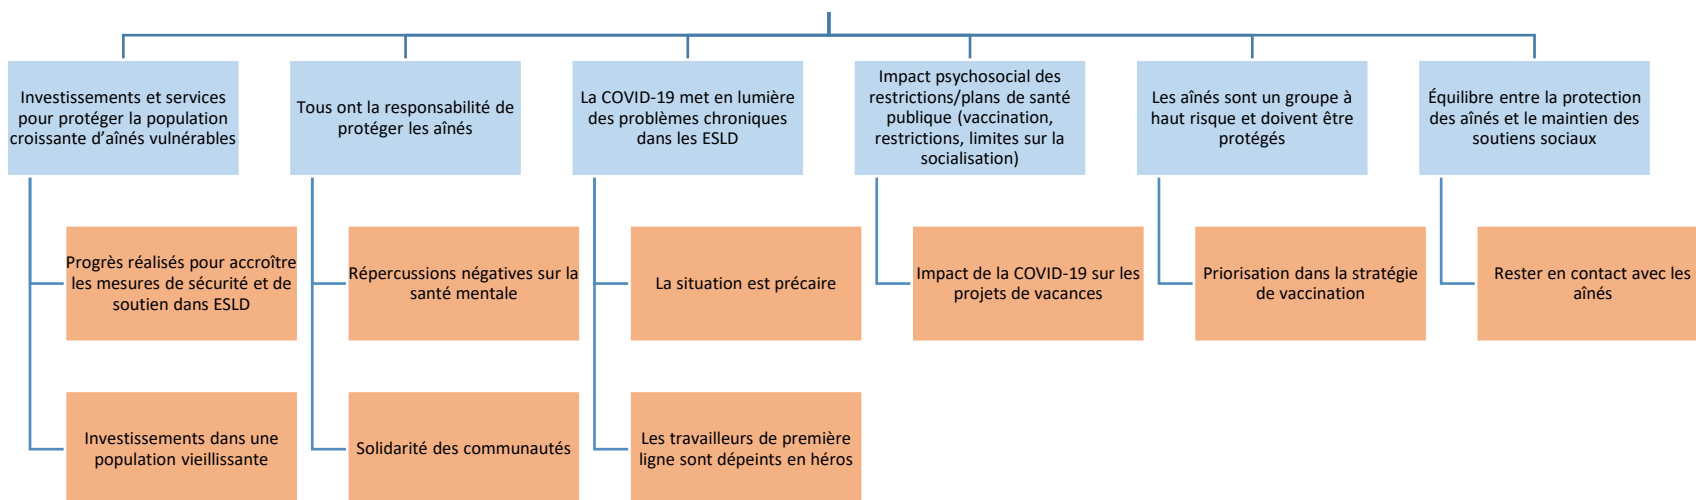 Investissements et services
pour protéger la population
croissante d’aînés vulnérables
Tous ont la responsabilité de
protéger les aînés
La COVID-19 met en lumière
des problèmes chroniques
dans les ESLD
Impact psychosocial des
restrictions/plans de santé
publique (vaccination,
restrictions, limites sur la
socialisation)
Les aînés sont un groupe à
haut risque et doivent être
protégés
Équilibre entre la protection
des aînés et le maintien des
soutiens sociaux
Progrès réalisés pour accroître
les mesures de sécurité et de
soutien dans ESLD
Répercussions négatives sur la
santé mentale
La situation est précaire
Impact de la COVID-19 sur les
projets de vacances
Priorisation dans la stratégie
de vaccination
Rester en contact avec les
aînés
Investissements dans une
population vieillissante
Solidarité des communautés
Les travailleurs de première
ligne sont dépeints en héros